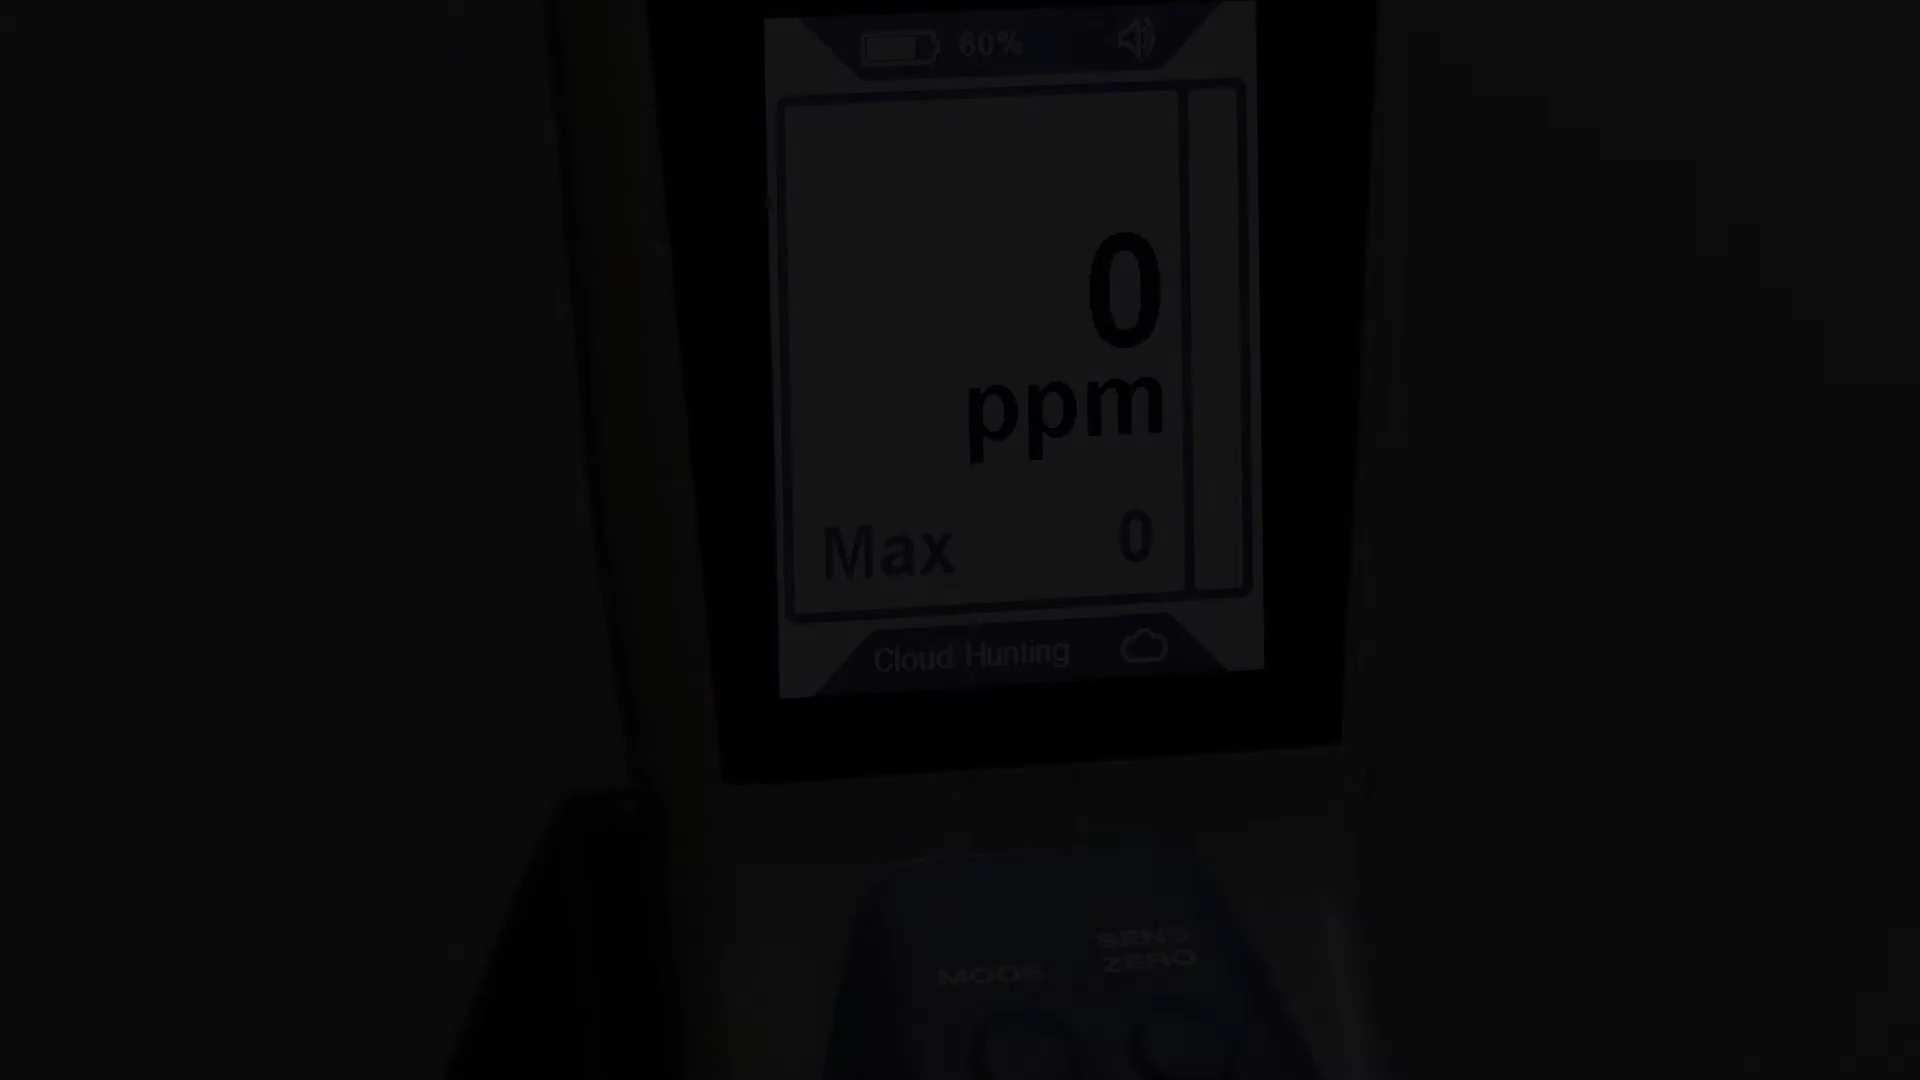 60%
0
ppm
Max 0
Cloud Hunting
MODE
SENS
ZERO